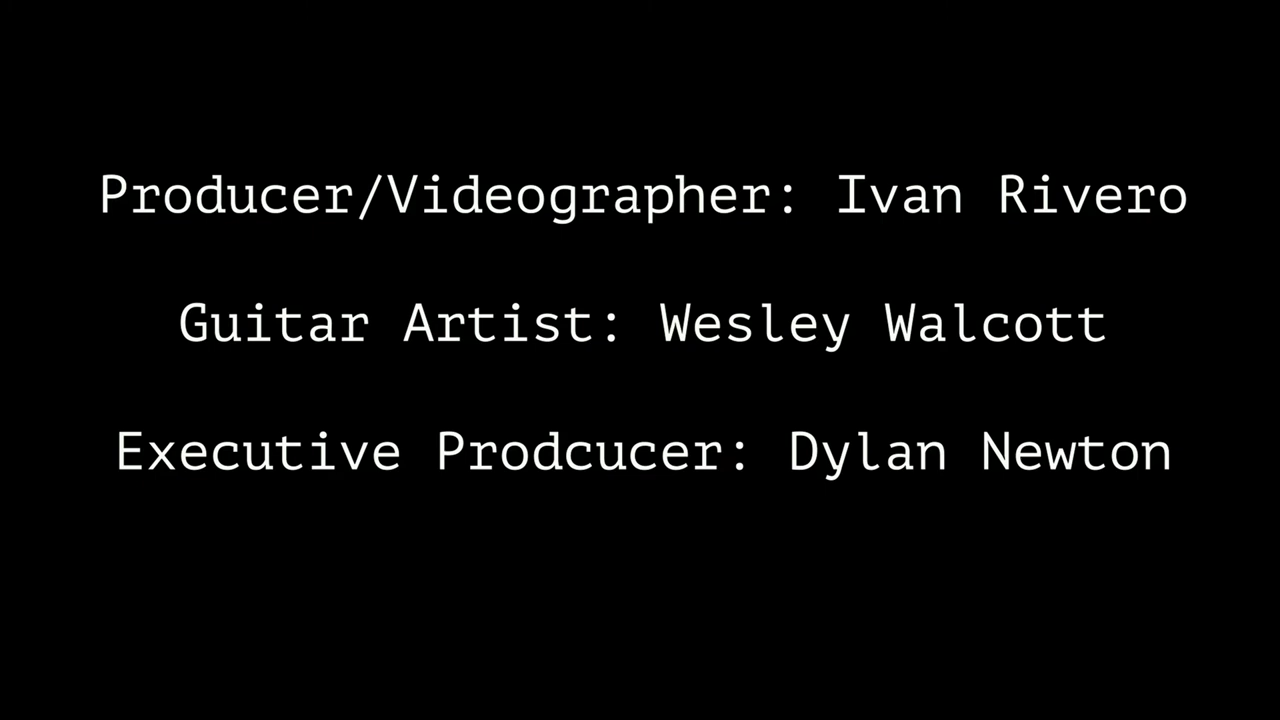 Producer/Videographer: Ivan Rivero
Guitar Artist: Wesley Walcott
Executive Prodcucer: Dylan Newton